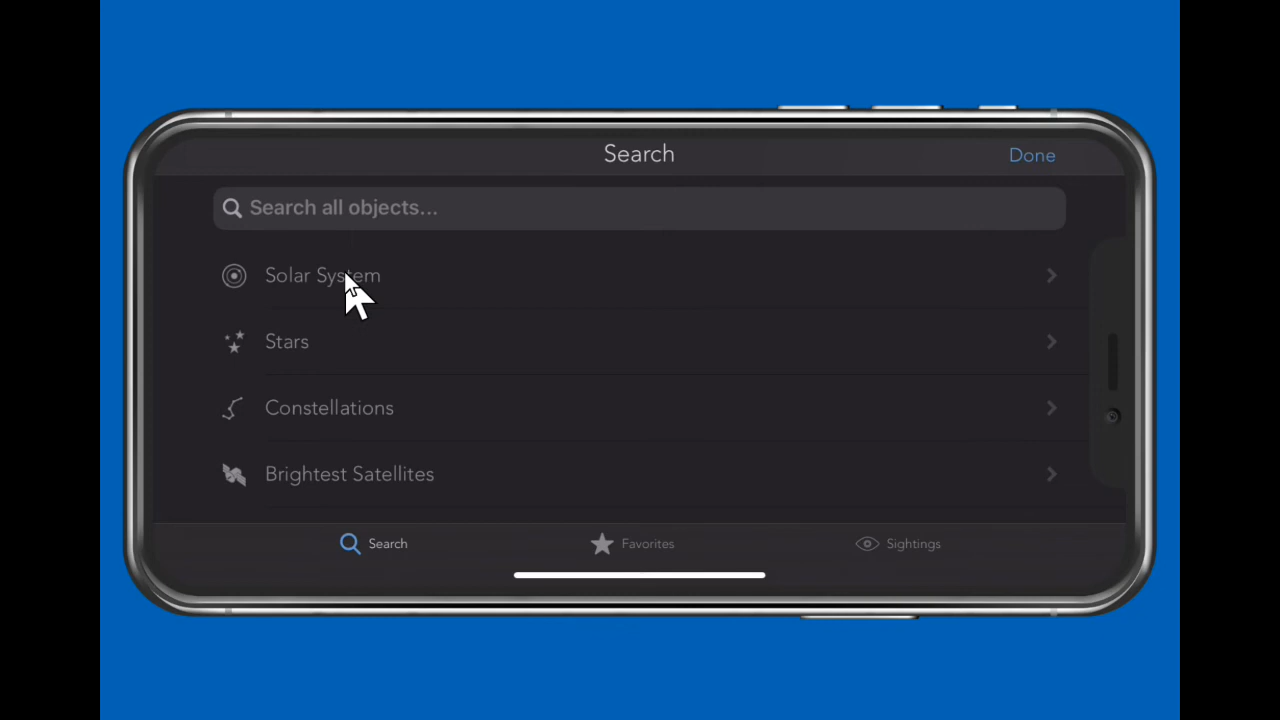 Search
Done
Search all objects...
Solar System
Stars
Constellations
Brightest Satellites
Search
Favorites
Sightings